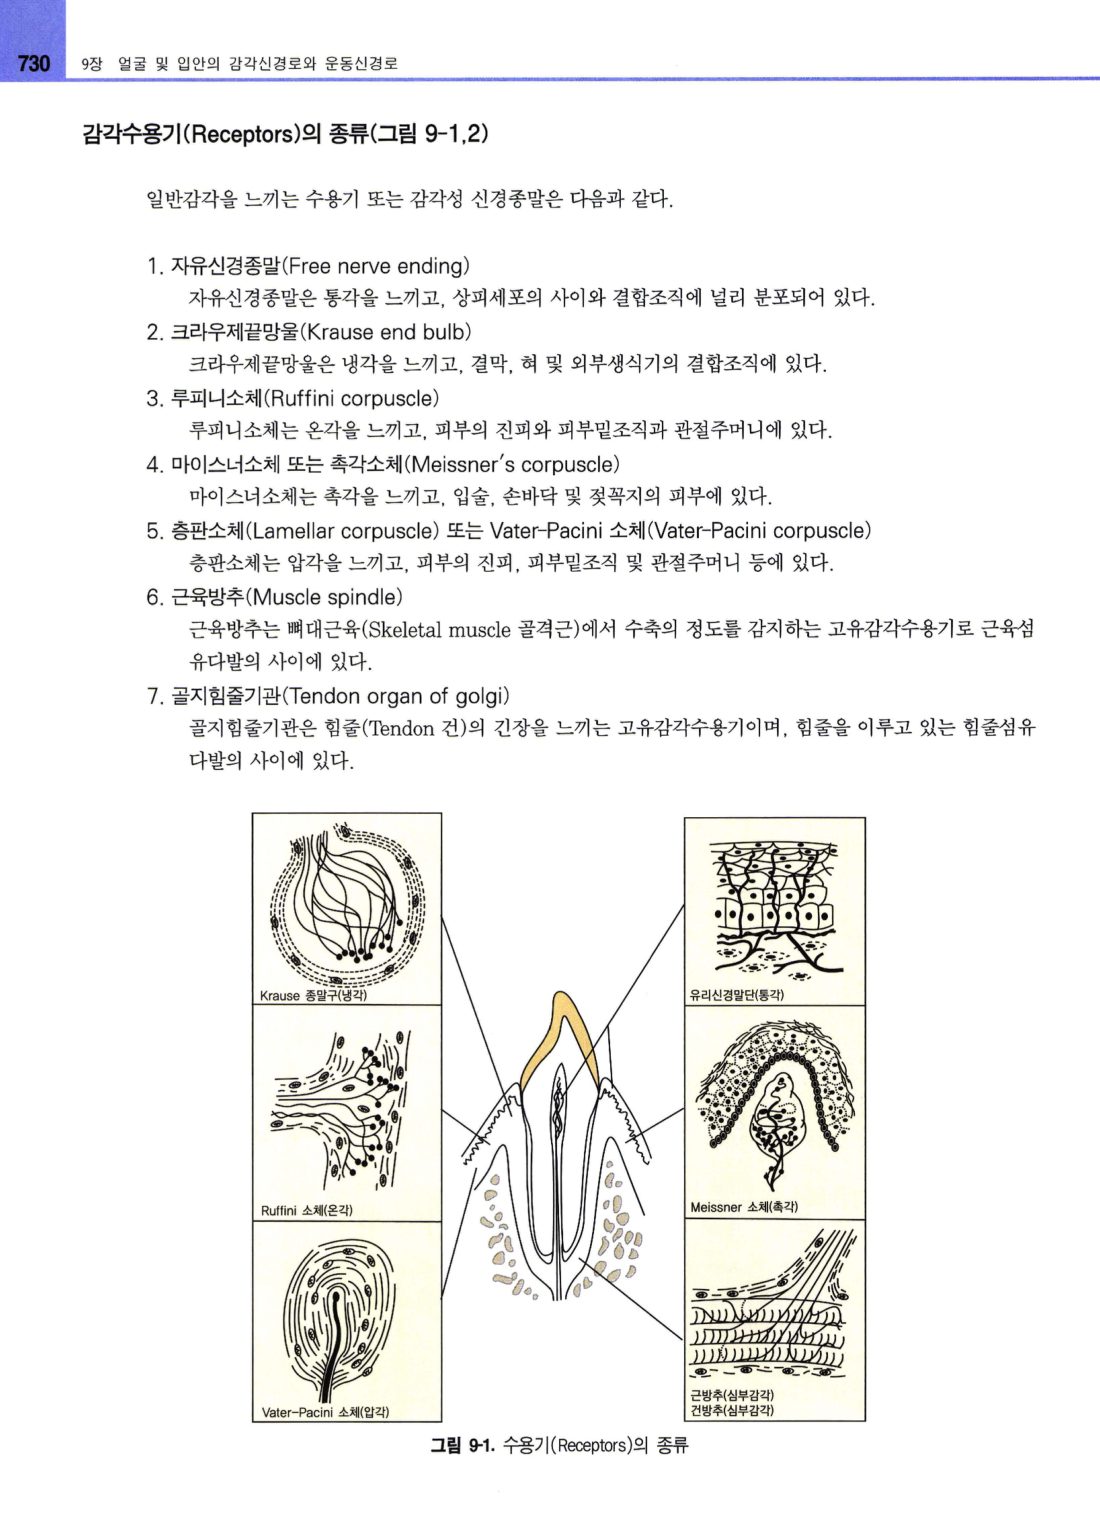 730 9장 얼굴 및 입안의 감각신경로와 운동신경로
감각수용기(Receptors)의 종류(그림 9-1,2)
일반감각을 느끼는 수용기 또는 감각성 신경종말은 다음과 같다.
1. 자유신경종말(Free nerve ending)
자유신경종말은 통각을 느끼고, 상피세포의 사이와 결합조직에 널리 분포되어 있다.
2. 크라우제끝망울(Krause end bulb)
크라우제끝망울은 냉각을 느끼고, 결막, 혀 및 외부생식기의 결합조직에 있다.
3. 루피니소체(Ruffini corpuscle)
루피니소체는 온각을 느끼고, 피부의 진피와 피부밑조직과 관절주머니에 있다.
4. 마이스너소체 또는 촉각소체(Meissner's corpuscle)
마이스너소체는 촉각을 느끼고, 입술, 손바닥 및 젖꼭지의 피부에 있다.
5. 층판소체(Lamellar corpuscle) 또는 Vater-Pacini 소체(Vater-Pacini corpuscle)
층판소체는 압각을 느끼고, 피부의 진피, 피부밑조직 및 관절주머니 등에 있다.
6. 근육방추(Muscle spindle)
근육방추는 뼈대근육(Skeletal muscle 골격근)에서 수축의 정도를 감지하는 고유감각수용기로 근육섬
유다발의 사이에 있다.
7. 골지힘줄기관(Tendon organ of golgi)
골지힘줄기관은 힘줄(Tendon 건)의 긴장을 느끼는 고유감각수용기이며, 힘줄을 이루고 있는 힘줄섬유
다발의 사이에 있다.
Krause 종말구(냉각)
유리신경말단(통각)
Ruffini 소체(온각)
Meissner 소체(촉각)
Vater-Pacini 소체(압각)
근방추(심부감각)
건방추(심부감각)
그림 9-1. 수용기(Receptors)의 종류